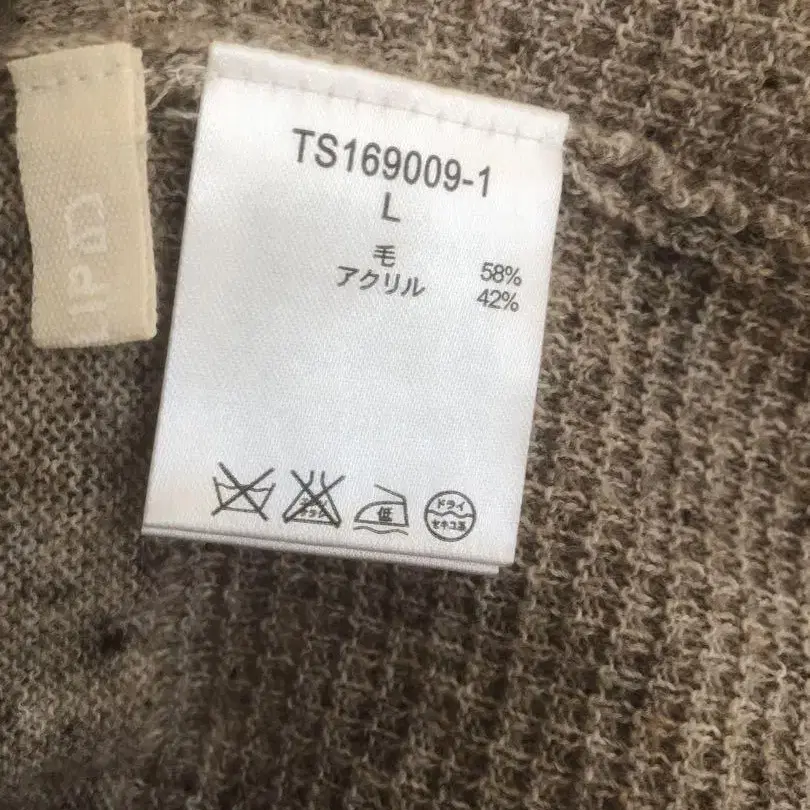 TS169009-1
L
毛 58%
アクリル 42%
低
ドライ
セキユ系